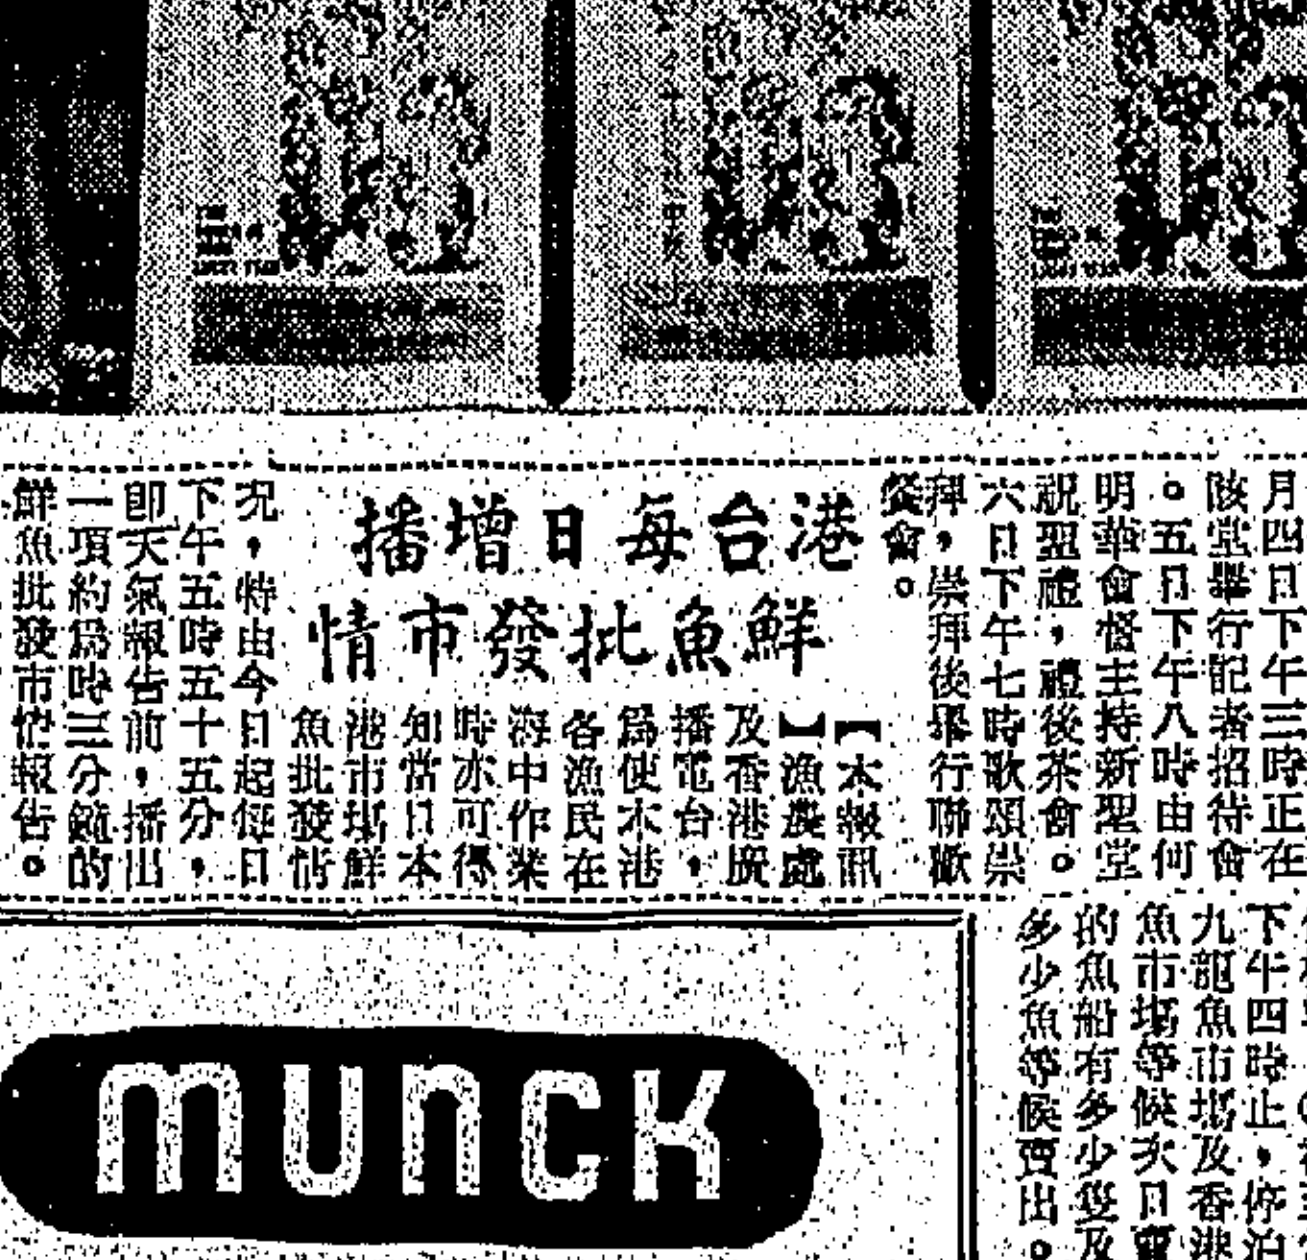 月四日下午三時正在
該堂舉行記者招待會
。五日下午八時由何
明華會督主持新聖堂
祝聖禮，禮後茶會。
六日下午七時歌頌崇
拜，崇拜後舉行聯歡
餐會。
港台每日增播
鮮魚批發市情
【本報訊
】漁農處
及香港廣
播電台，
爲使本港
各漁民在
海中作業
時亦可得
知當日本
港市場鮮
魚批發情
況，特由今日起每日
下午五時五十五分，
即天氣報告前，播出
一項約爲時三分鐘的
鮮魚批發市情報告。
下午四時止，停泊
九龍魚市場及香港
魚市場等候次日賣
的魚船有多少隻及
多少魚等候賣出。
munck